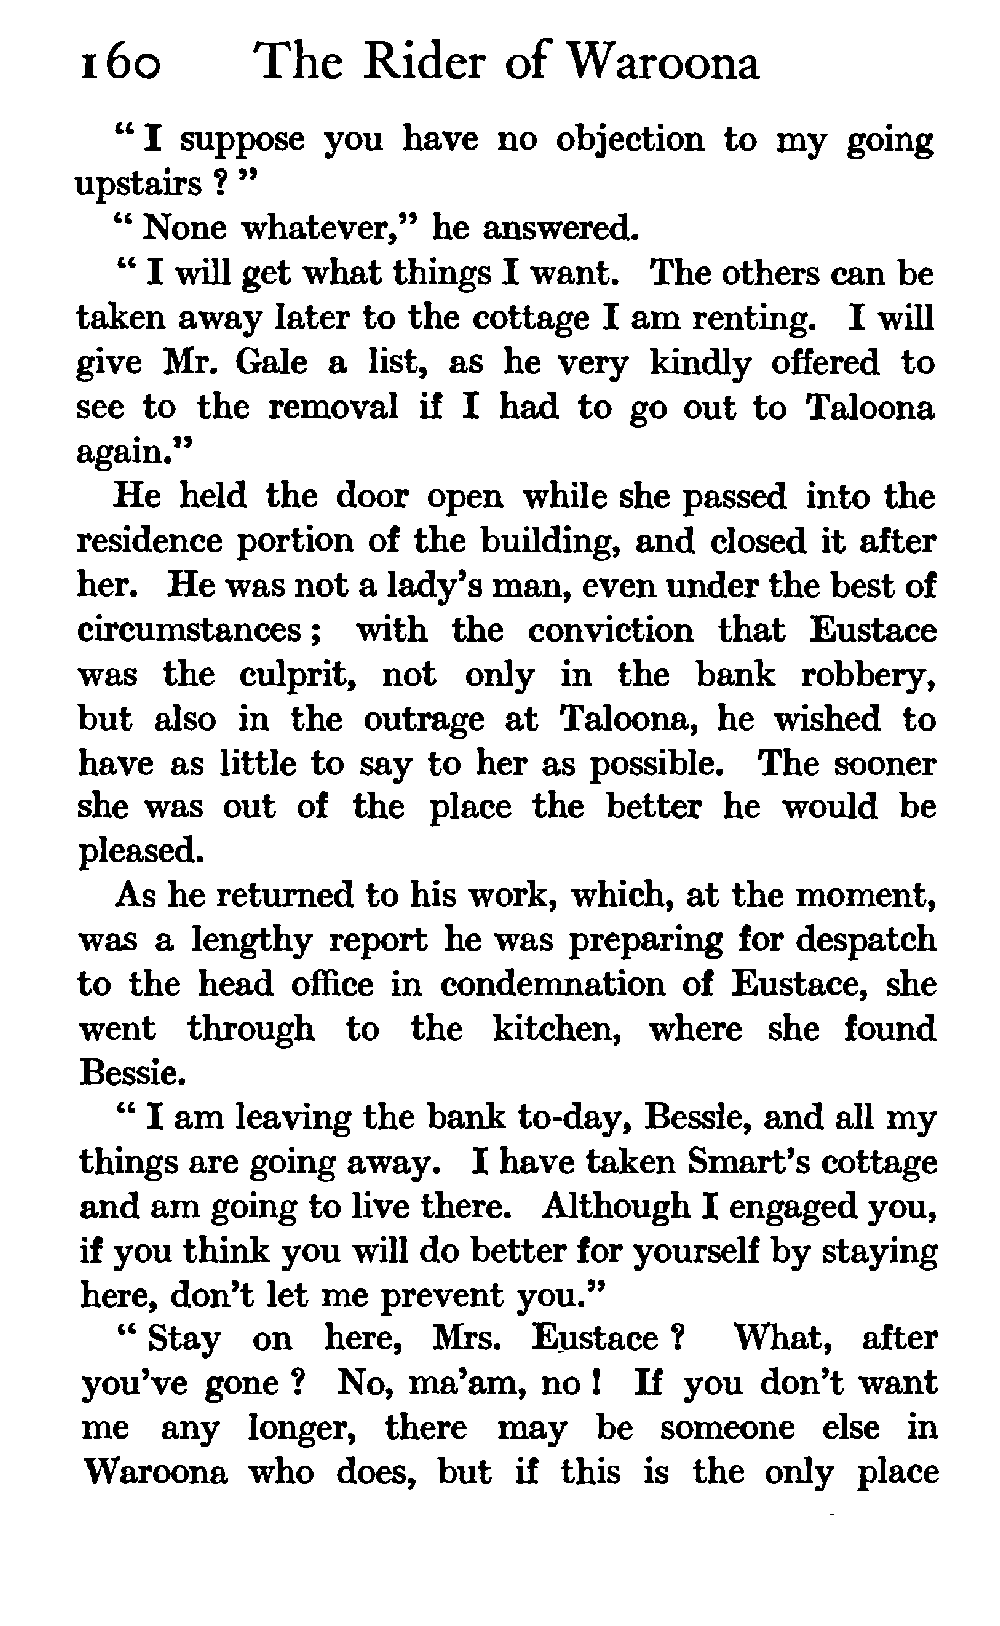 160 The Rider of Waroona
“ I suppose you have no objection to my going
upstairs ? ”
“ None whatever,” he answered.
“ I will get what things I want. The others can be
taken away later to the cottage I am renting. I will
give Mr. Gale a list, as he very kindly offered to
see to the removal if I had to go out to Taloona
again.”
He held the door open while she passed into the
residence portion of the building, and closed it after
her. He was not a lady’s man, even under the best of
circumstances ; with the conviction that Eustace
was the culprit, not only in the bank robbery,
but also in the outrage at Taloona, he wished to
have as little to say to her as possible. The sooner
she was out of the place the better he would be
pleased.
As he returned to his work, which, at the moment,
was a lengthy report he was preparing for despatch
to the head office in condemnation of Eustace, she
went through to the kitchen, where she found
Bessie.
“ I am leaving the bank to-day, Bessie, and all my
things are going away. I have taken Smart’s cottage
and am going to live there. Although I engaged you,
if you think you will do better for yourself by staying
here, don’t let me prevent you.”
“ Stay on here, Mrs. Eustace ? What, after
you’ve gone ? No, ma’am, no ! If you don’t want
me any longer, there may be someone else in
Waroona who does, but if this is the only place